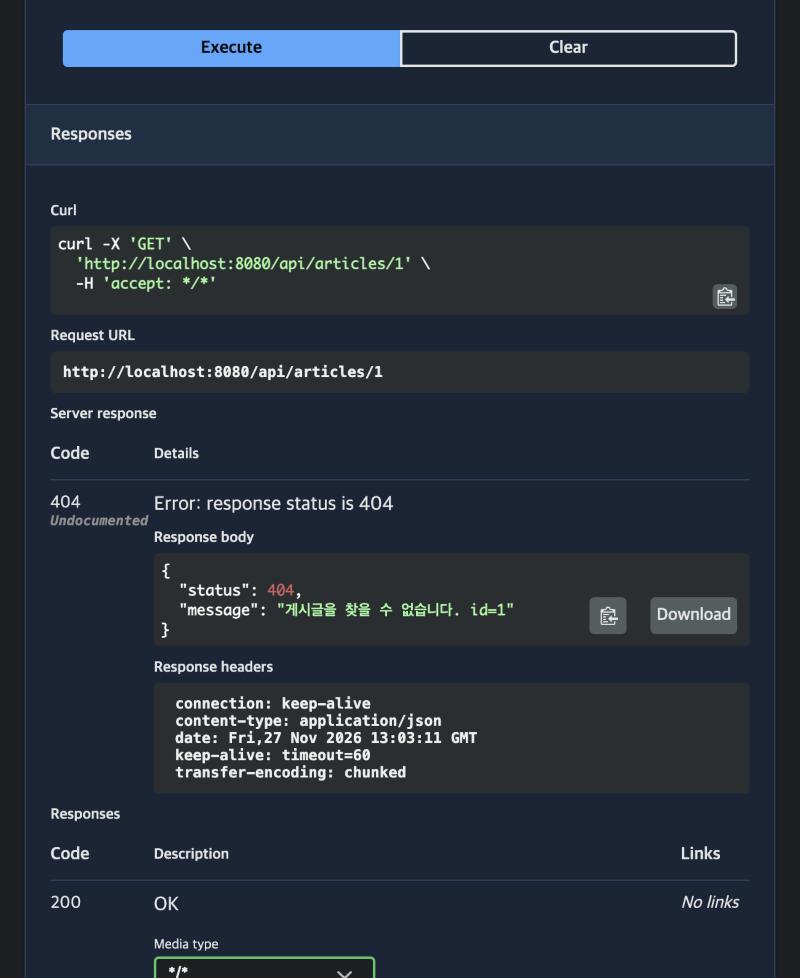 Execute
Clear
Responses
Curl
curl -X 'GET' \
'http://localhost:8080/api/articles/1' \
-H 'accept: */*'
Request URL
http://localhost:8080/api/articles/1
Server response
Code Details
404 Error: response status is 404
Undocumented
Response body
{
"status": 404,
"message": "게시글을 찾을 수 없습니다. id=1"
}
Download
Response headers
connection: keep-alive
content-type: application/json
date: Fri,27 Nov 2026 13:03:11 GMT
keep-alive: timeout=60
transfer-encoding: chunked
Responses
Code Description Links
200 OK No links
Media type
*/*